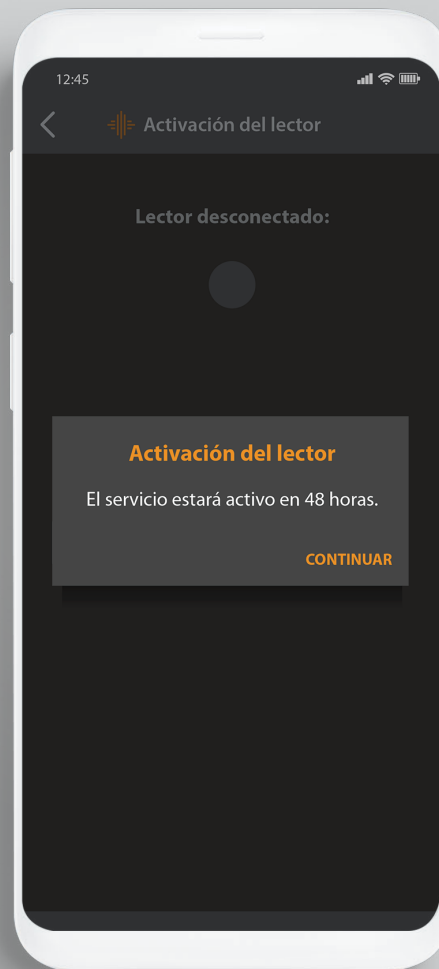 12:45
Activación del lector
Lector desconectado:
Activación del lector
El servicio estará activo en 48 horas.
CONTINUAR